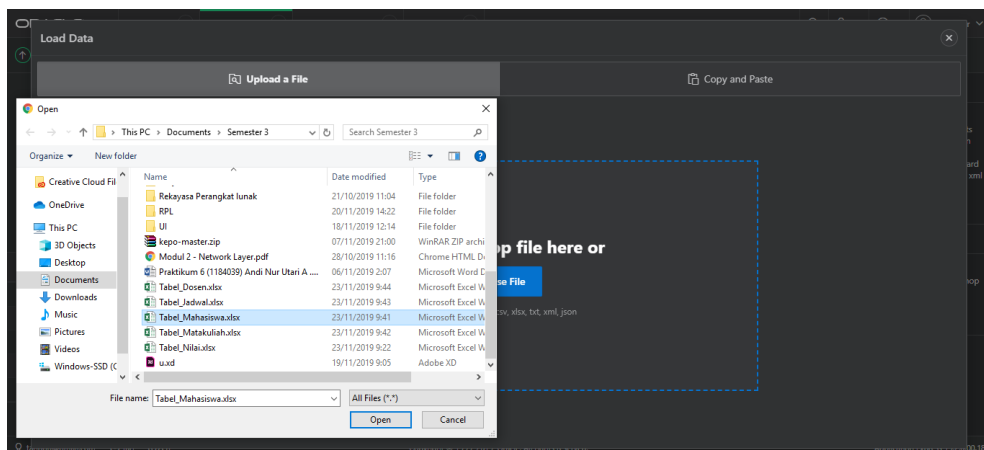 Load Data
Upload a File
Copy and Paste
Open
This PC > Documents > Semester 3
Search Semester 3
Organize
New folder
Name
Date modified
Type
Creative Cloud Fil
OneDrive
This PC
3D Objects
Desktop
Documents
Downloads
Music
Pictures
Videos
Windows-SSD (C
Rekayasa Perangkat lunak 21/10/2019 11:04 File folder
RPL 20/11/2019 14:22 File folder
UI 18/11/2019 12:14 File folder
kepo-master.zip 07/11/2019 21:00 WinRAR ZIP archi
Modul 2 - Network Layer.pdf 28/10/2019 11:16 Chrome HTML Do
Praktikum 6 (1184039) Andi Nur Utari A .... 06/11/2019 2:07 Microsoft Word D
Tabel_Dosen.xlsx 23/11/2019 9:44 Microsoft Excel W
Tabel_Jadwal.xlsx 23/11/2019 9:43 Microsoft Excel W
Tabel_Mahasiswa.xlsx 23/11/2019 9:41 Microsoft Excel W
Tabel_Matakuliah.xlsx 23/11/2019 9:42 Microsoft Excel W
Tabel_Nilai.xlsx 23/11/2019 9:22 Microsoft Excel W
u.xd 19/11/2019 9:05 Adobe XD
File name: Tabel_Mahasiswa.xlsx
All Files (*.*)
Open
Cancel
op file here or
se File
csv, xlsx, txt, xml, json